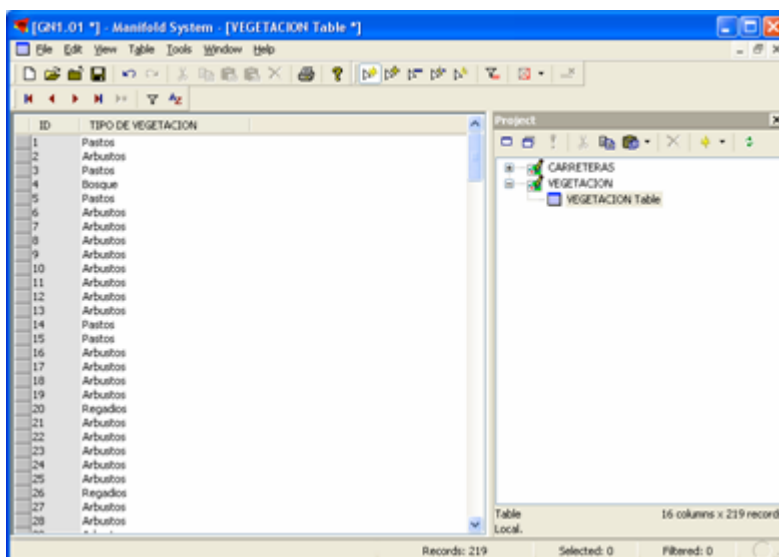 [GN1.01 *] - Manifold System - [VEGETACION Table *]
File Edit View Table Tools Window Help
ID TIPO DE VEGETACION
1 Pastos
2 Arbustos
3 Pastos
4 Bosque
5 Pastos
6 Arbustos
7 Arbustos
8 Arbustos
9 Arbustos
10 Arbustos
11 Arbustos
12 Arbustos
13 Arbustos
14 Pastos
15 Pastos
16 Arbustos
17 Arbustos
18 Arbustos
19 Arbustos
20 Regadios
21 Arbustos
22 Arbustos
23 Arbustos
24 Arbustos
25 Arbustos
26 Regadios
27 Arbustos
28 Arbustos
Project
CARRETERAS
VEGETACION
VEGETACION Table
Table 16 columns x 219 record
Local.
Records: 219 Selected: 0 Filtered: 0